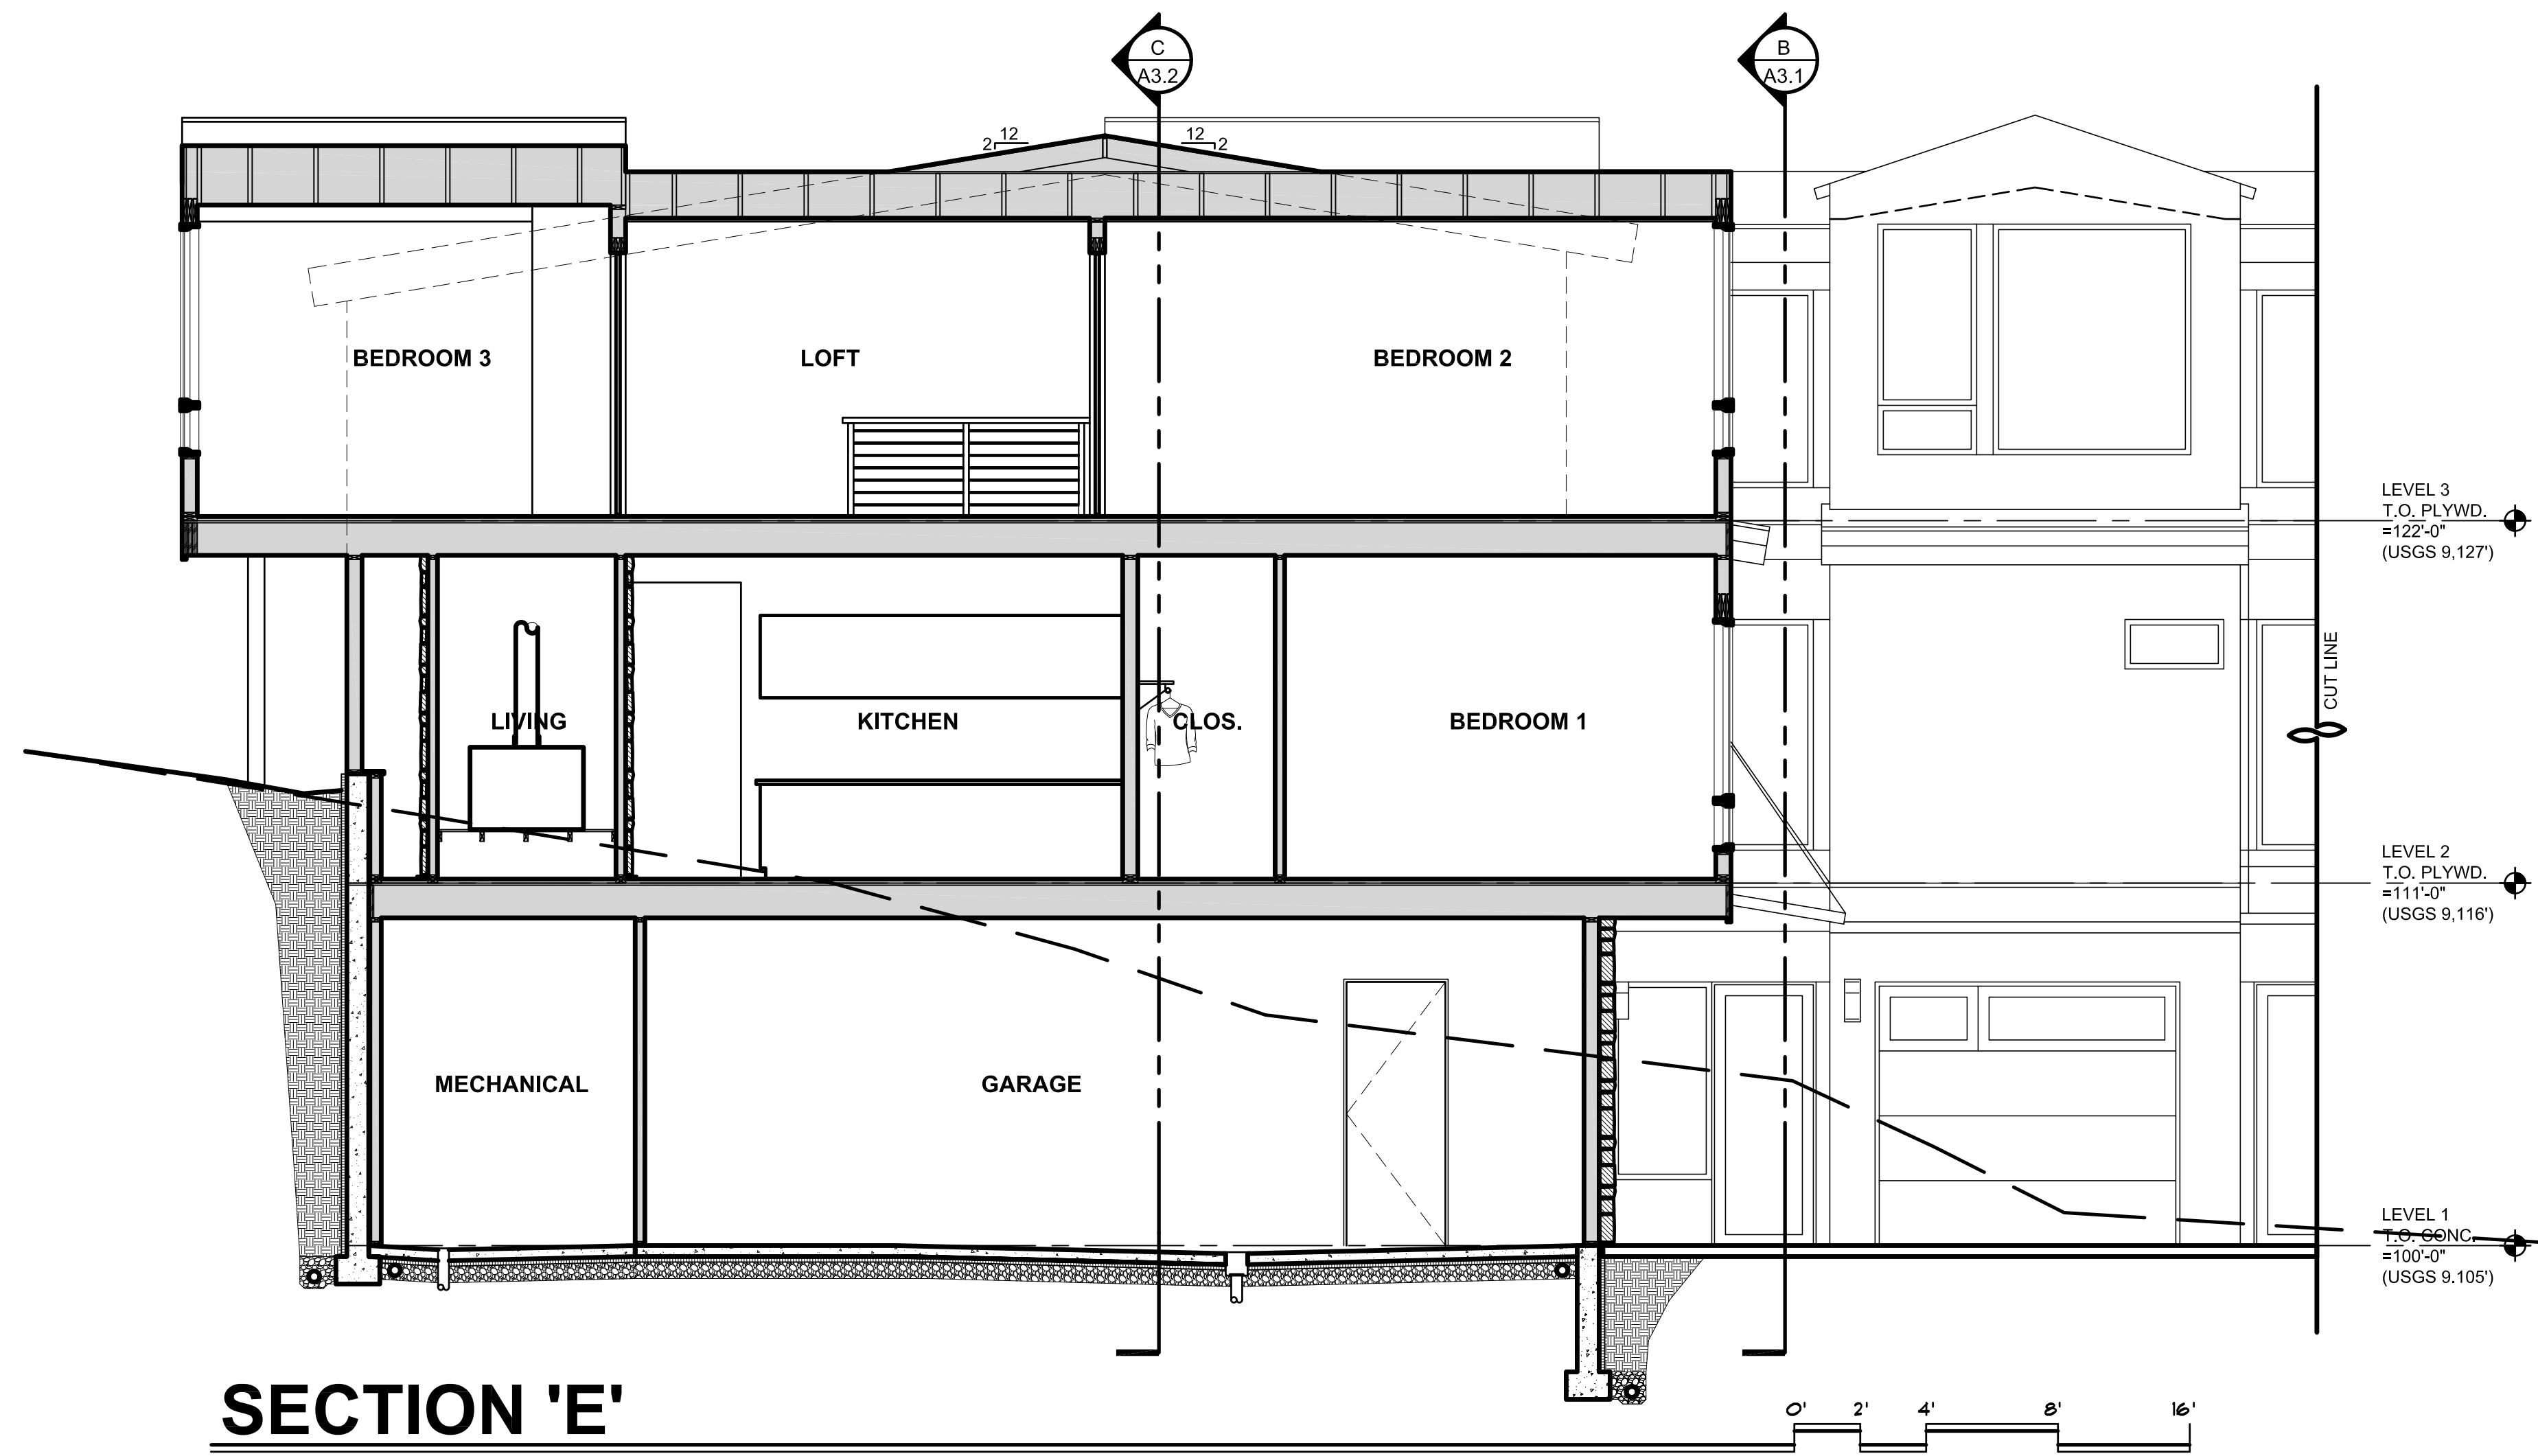 C
A3.2
B
A3.1
12
2
12
2
BEDROOM 3
LOFT
BEDROOM 2
LEVEL 3
T.O. PLYWD.
=122'-0"
(USGS 9,127')
CUT LINE
LIVING
KITCHEN
CLOS.
BEDROOM 1
LEVEL 2
T.O. PLYWD.
=111'-0"
(USGS 9,116')
MECHANICAL
GARAGE
LEVEL 1
T.O. CONC.
=100'-0"
(USGS 9.105')
SECTION 'E'
0' 2' 4' 8' 16'